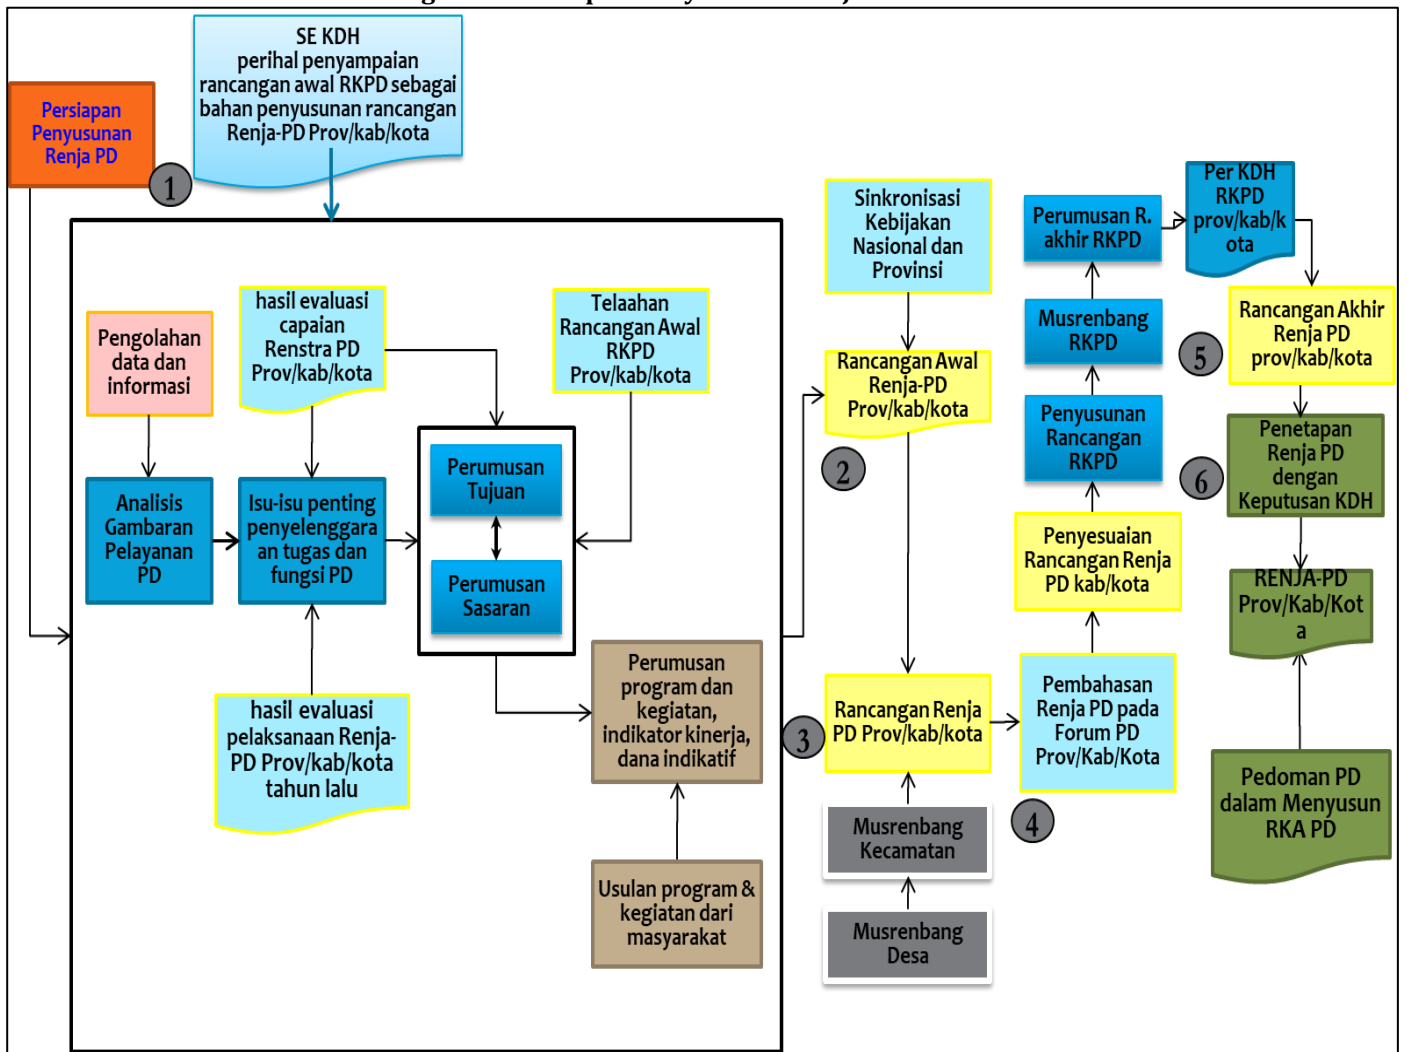 SE KDH
perihal penyampaian
rancangan awal RKPD sebagai
bahan penyusunan rancangan
Renja-PD Prov/kab/kota
Persiapan
Penyusunan
Renja PD
1
Pengolahan
data dan
informasi
hasil evaluasi
capaian
Renstra PD
Prov/kab/kota
Telaahan
Rancangan Awal
RKPD
Prov/kab/kota
Analisis
Gambaran
Pelayanan
PD
Isu-isu penting
penyelenggara
an tugas dan
fungsi PD
Perumusan
Tujuan
Perumusan
Sasaran
hasil evaluasi
pelaksanaan Renja-
PD Prov/kab/kota
tahun lalu
Perumusan
program dan
kegiatan,
indikator kinerja,
dana indikatif
Usulan program &
kegiatan dari
masyarakat
Sinkronisasi
Kebijakan
Nasional dan
Provinsi
Rancangan Awal
Renja-PD
Prov/kab/kota
2
3
Rancangan Renja
PD Prov/kab/kota
Musrenbang
Kecamatan
Musrenbang
Desa
Pembahasan
Renja PD pada
Forum PD
Prov/Kab/Kota
4
Penyesuaian
Rancangan Renja
PD kab/kota
Penyusunan
Rancangan
RKPD
Musrenbang
RKPD
Perumusan R.
akhir RKPD
Per KDH
RKPD
prov/kab/k
ota
5
Rancangan Akhir
Renja PD
prov/kab/kota
6
Penetapan
Renja PD
dengan
Keputusan KDH
RENJA-PD
Prov/Kab/Kot
a
Pedoman PD
dalam Menyusun
RKA PD